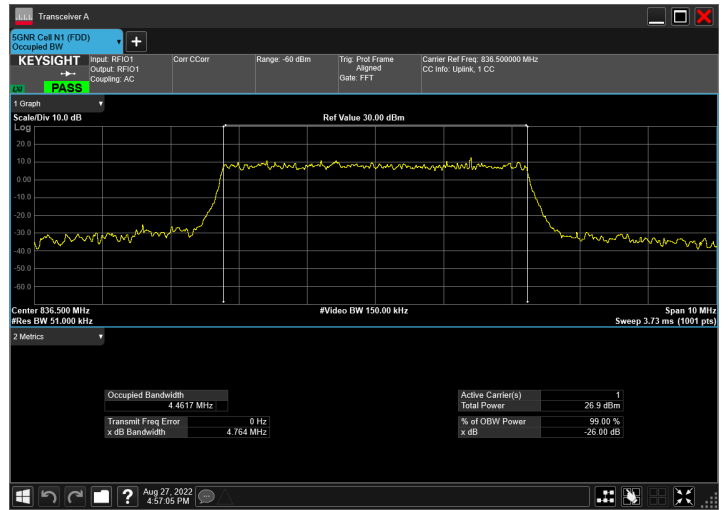 Transceiver A
5GNR Cell N1 (FDD)
Occupied BW
KEYSIGHT
Input: RFIO1
Output: RFIO1
Coupling: AC
Corr CCorr
Range: -60 dBm
Trig: Prot Frame
Aligned
Gate: FFT
Carrier Ref Freq: 836.500000 MHz
CC Info: Uplink, 1 CC
LXI
PASS
1 Graph
Scale/Div 10.0 dB
Ref Value 30.00 dBm
Log
20.0
10.0
0.00
-10.0
-20.0
-30.0
-40.0
-50.0
-60.0
Center 836.500 MHz
#Video BW 150.00 kHz
Span 10 MHz
#Res BW 51.000 kHz
Sweep 3.73 ms (1001 pts)
2 Metrics
Occupied Bandwidth
4.4617 MHz
Active Carrier(s) 1
Total Power 26.9 dBm
Transmit Freq Error 0 Hz
x dB Bandwidth 4.764 MHz
% of OBW Power 99.00 %
x dB -26.00 dB
Aug 27, 2022
4:57:05 PM